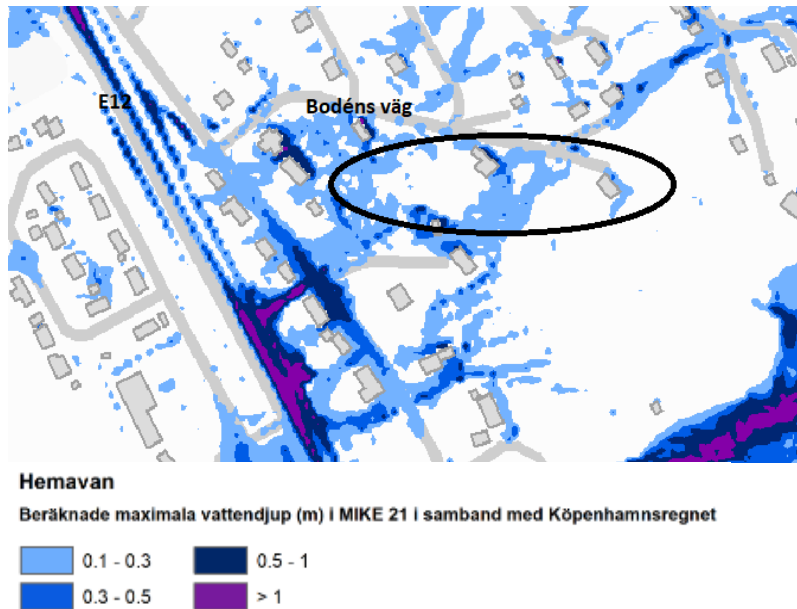 E12
Bodéns väg
Hemavan
Beräknade maximala vattendjup (m) i MIKE 21 i samband med Köpenhamnsregnet
0.1 - 0.3
0.5 - 1
0.3 - 0.5
> 1